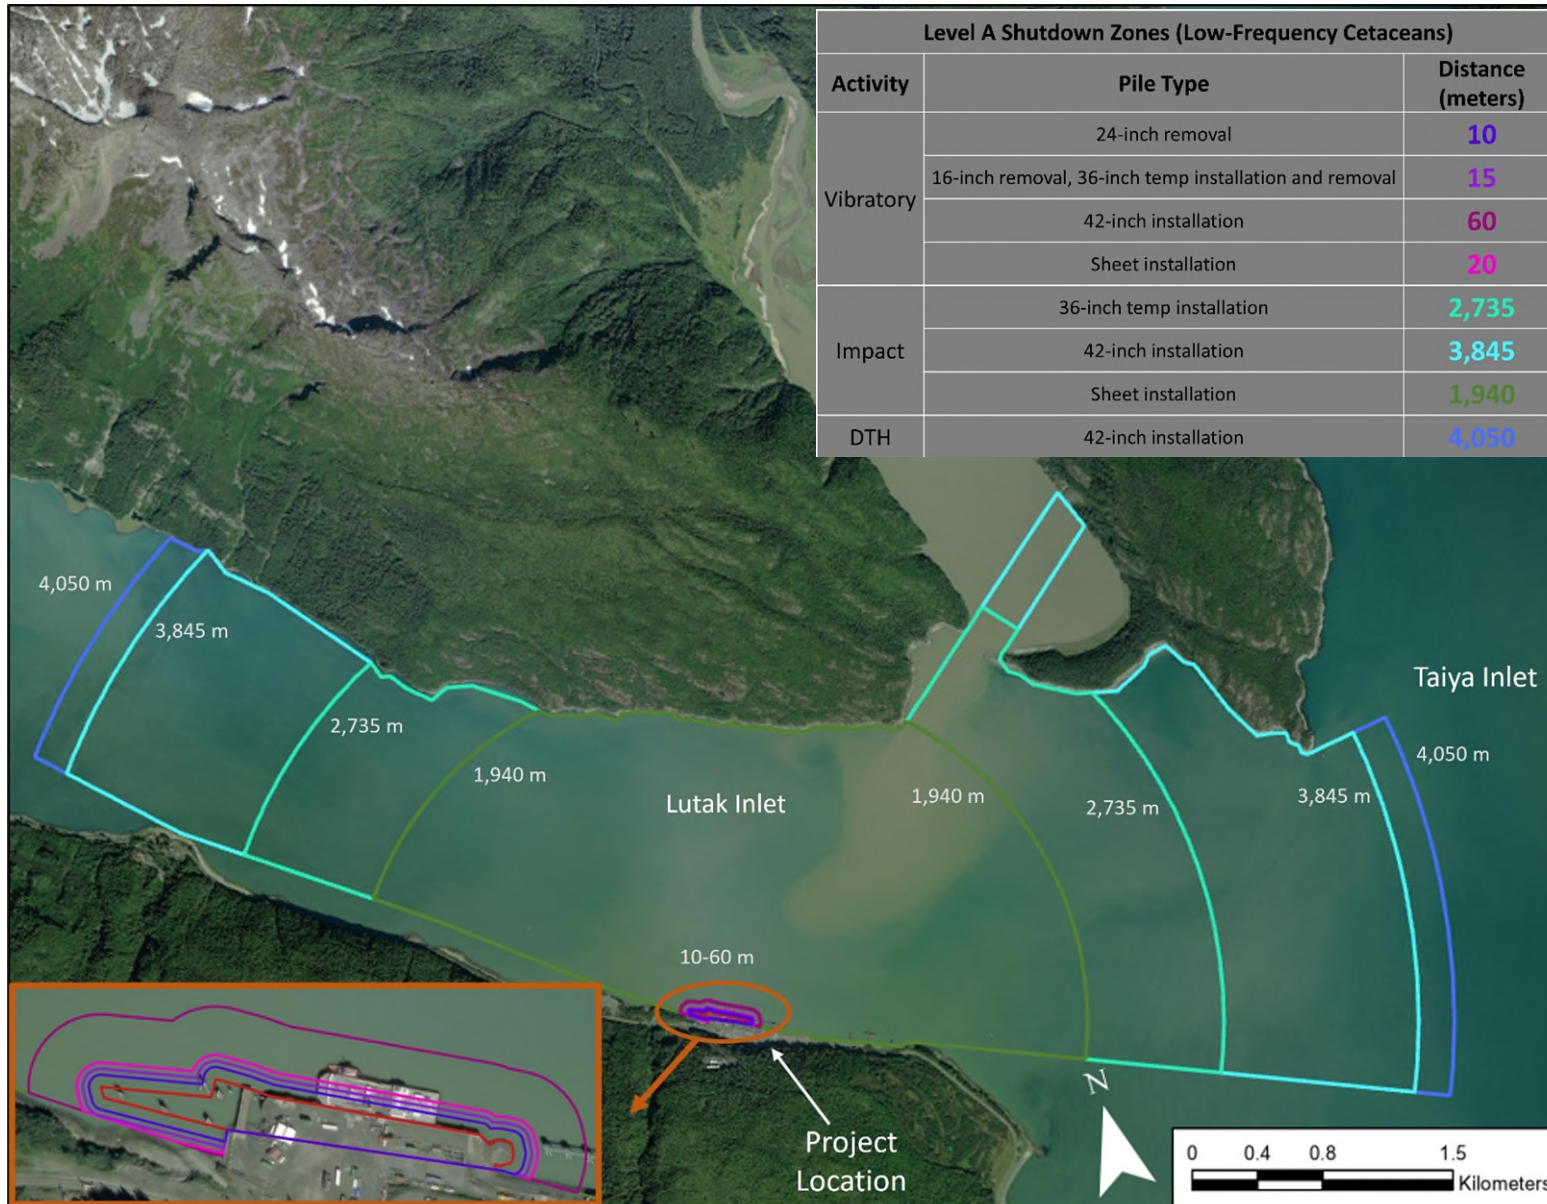 Level A Shutdown Zones (Low-Frequency Cetaceans)
Activity Pile Type Distance (meters)
Vibratory
24-inch removal 10
16-inch removal, 36-inch temp installation and removal 15
42-inch installation 60
Sheet installation 20
Impact
36-inch temp installation 2,735
42-inch installation 3,845
Sheet installation 1,940
DTH 42-inch installation 4,050
4,050 m
3,845 m
2,735 m
1,940 m
Lutak Inlet
1,940 m
2,735 m
3,845 m
4,050 m
Taiya Inlet
10-60 m
Project
Location
N
0 0.4 0.8 1.5
Kilometers